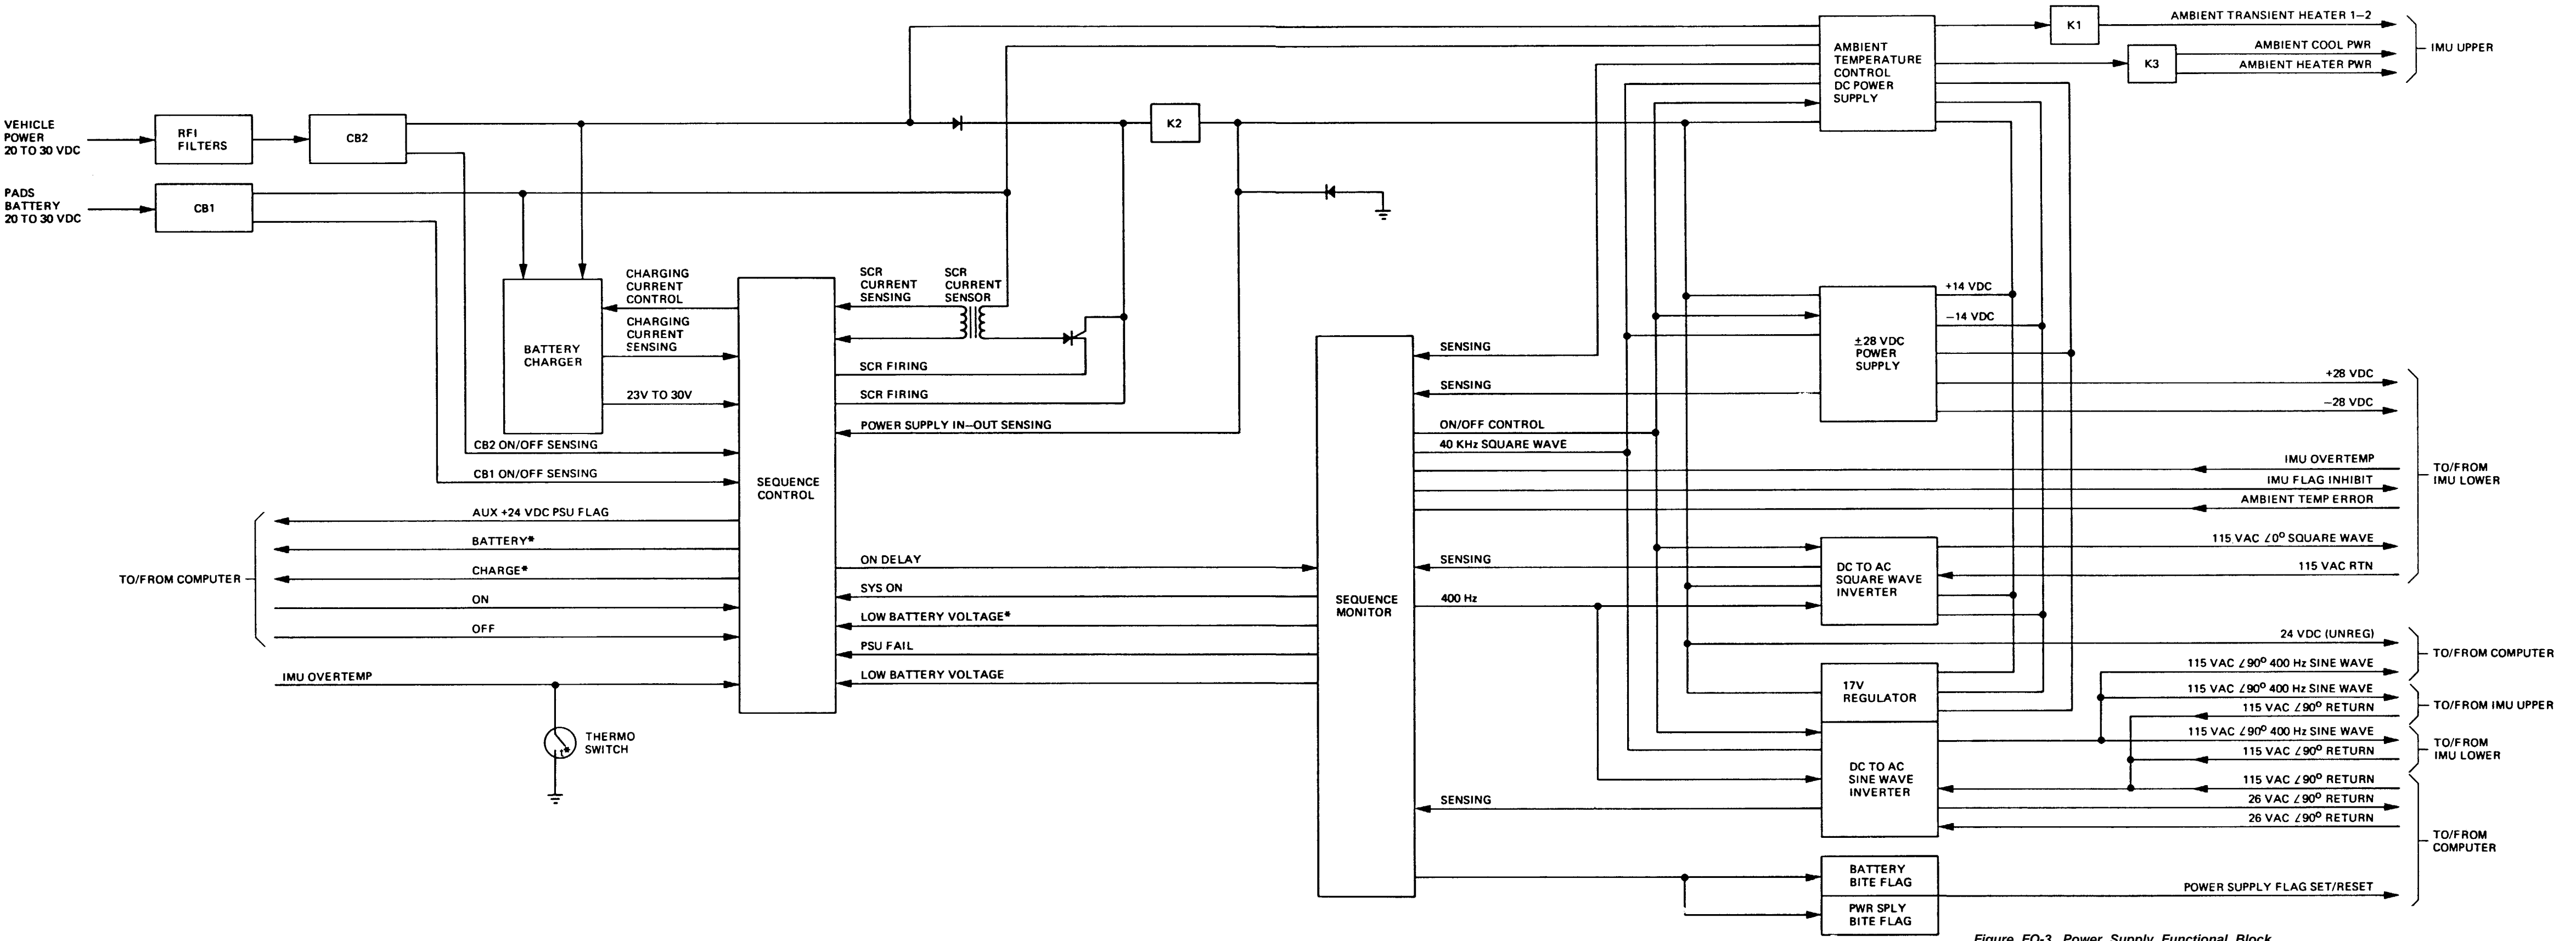 VEHICLE
POWER
20 TO 30 VDC
RFI
FILTERS
CB2
PADS
BATTERY
20 TO 30 VDC
CB1
K2
AMBIENT
TEMPERATURE
CONTROL
DC POWER
SUPPLY
K1
K3
AMBIENT TRANSIENT HEATER 1–2
AMBIENT COOL PWR
AMBIENT HEATER PWR
IMU UPPER
BATTERY
CHARGER
CHARGING
CURRENT
CONTROL
CHARGING
CURRENT
SENSING
23V TO 30V
CB2 ON/OFF SENSING
CB1 ON/OFF SENSING
SEQUENCE
CONTROL
SCR
CURRENT
SENSING
SCR
CURRENT
SENSOR
SCR FIRING
SCR FIRING
POWER SUPPLY IN–OUT SENSING
TO/FROM COMPUTER
AUX +24 VDC PSU FLAG
BATTERY*
CHARGE*
ON
OFF
IMU OVERTEMP
THERMO
SWITCH
t*
ON DELAY
SYS ON
LOW BATTERY VOLTAGE*
PSU FAIL
LOW BATTERY VOLTAGE
SEQUENCE
MONITOR
SENSING
SENSING
ON/OFF CONTROL
40 KHz SQUARE WAVE
SENSING
400 Hz
SENSING
±28 VDC
POWER
SUPPLY
+14 VDC
–14 VDC
+28 VDC
–28 VDC
IMU OVERTEMP
IMU FLAG INHIBIT
AMBIENT TEMP ERROR
TO/FROM
IMU LOWER
DC TO AC
SQUARE WAVE
INVERTER
115 VAC ∠0° SQUARE WAVE
115 VAC RTN
24 VDC (UNREG)
115 VAC ∠90° 400 Hz SINE WAVE
TO/FROM COMPUTER
17V
REGULATOR
115 VAC ∠90° 400 Hz SINE WAVE
115 VAC ∠90° RETURN
TO/FROM IMU UPPER
115 VAC ∠90° 400 Hz SINE WAVE
115 VAC ∠90° RETURN
TO/FROM
IMU LOWER
DC TO AC
SINE WAVE
INVERTER
115 VAC ∠90° RETURN
26 VAC ∠90° RETURN
26 VAC ∠90° RETURN
TO/FROM
COMPUTER
BATTERY
BITE FLAG
PWR SPLY
BITE FLAG
POWER SUPPLY FLAG SET/RESET
Figure FO-3. Power Supply Functional Block